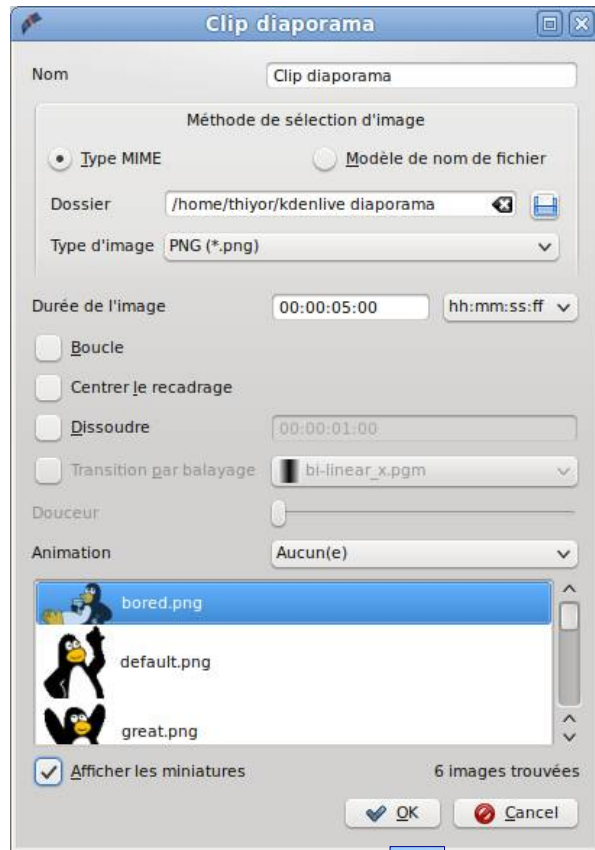 Clip diaporama
Nom Clip diaporama
Méthode de sélection d'image
Type MIME Modèle de nom de fichier
Dossier /home/thiyor/kdenlive diaporama
Type d'image PNG (*.png)
Durée de l'image 00:00:05:00 hh:mm:ss:ff
Boucle
Centrer le recadrage
Dissoudre 00:00:01:00
Transition par balayage bi-linear_x.pgm
Douceur
Animation Aucun(e)
bored.png
default.png
great.png
Afficher les miniatures 6 images trouvées
OK Cancel